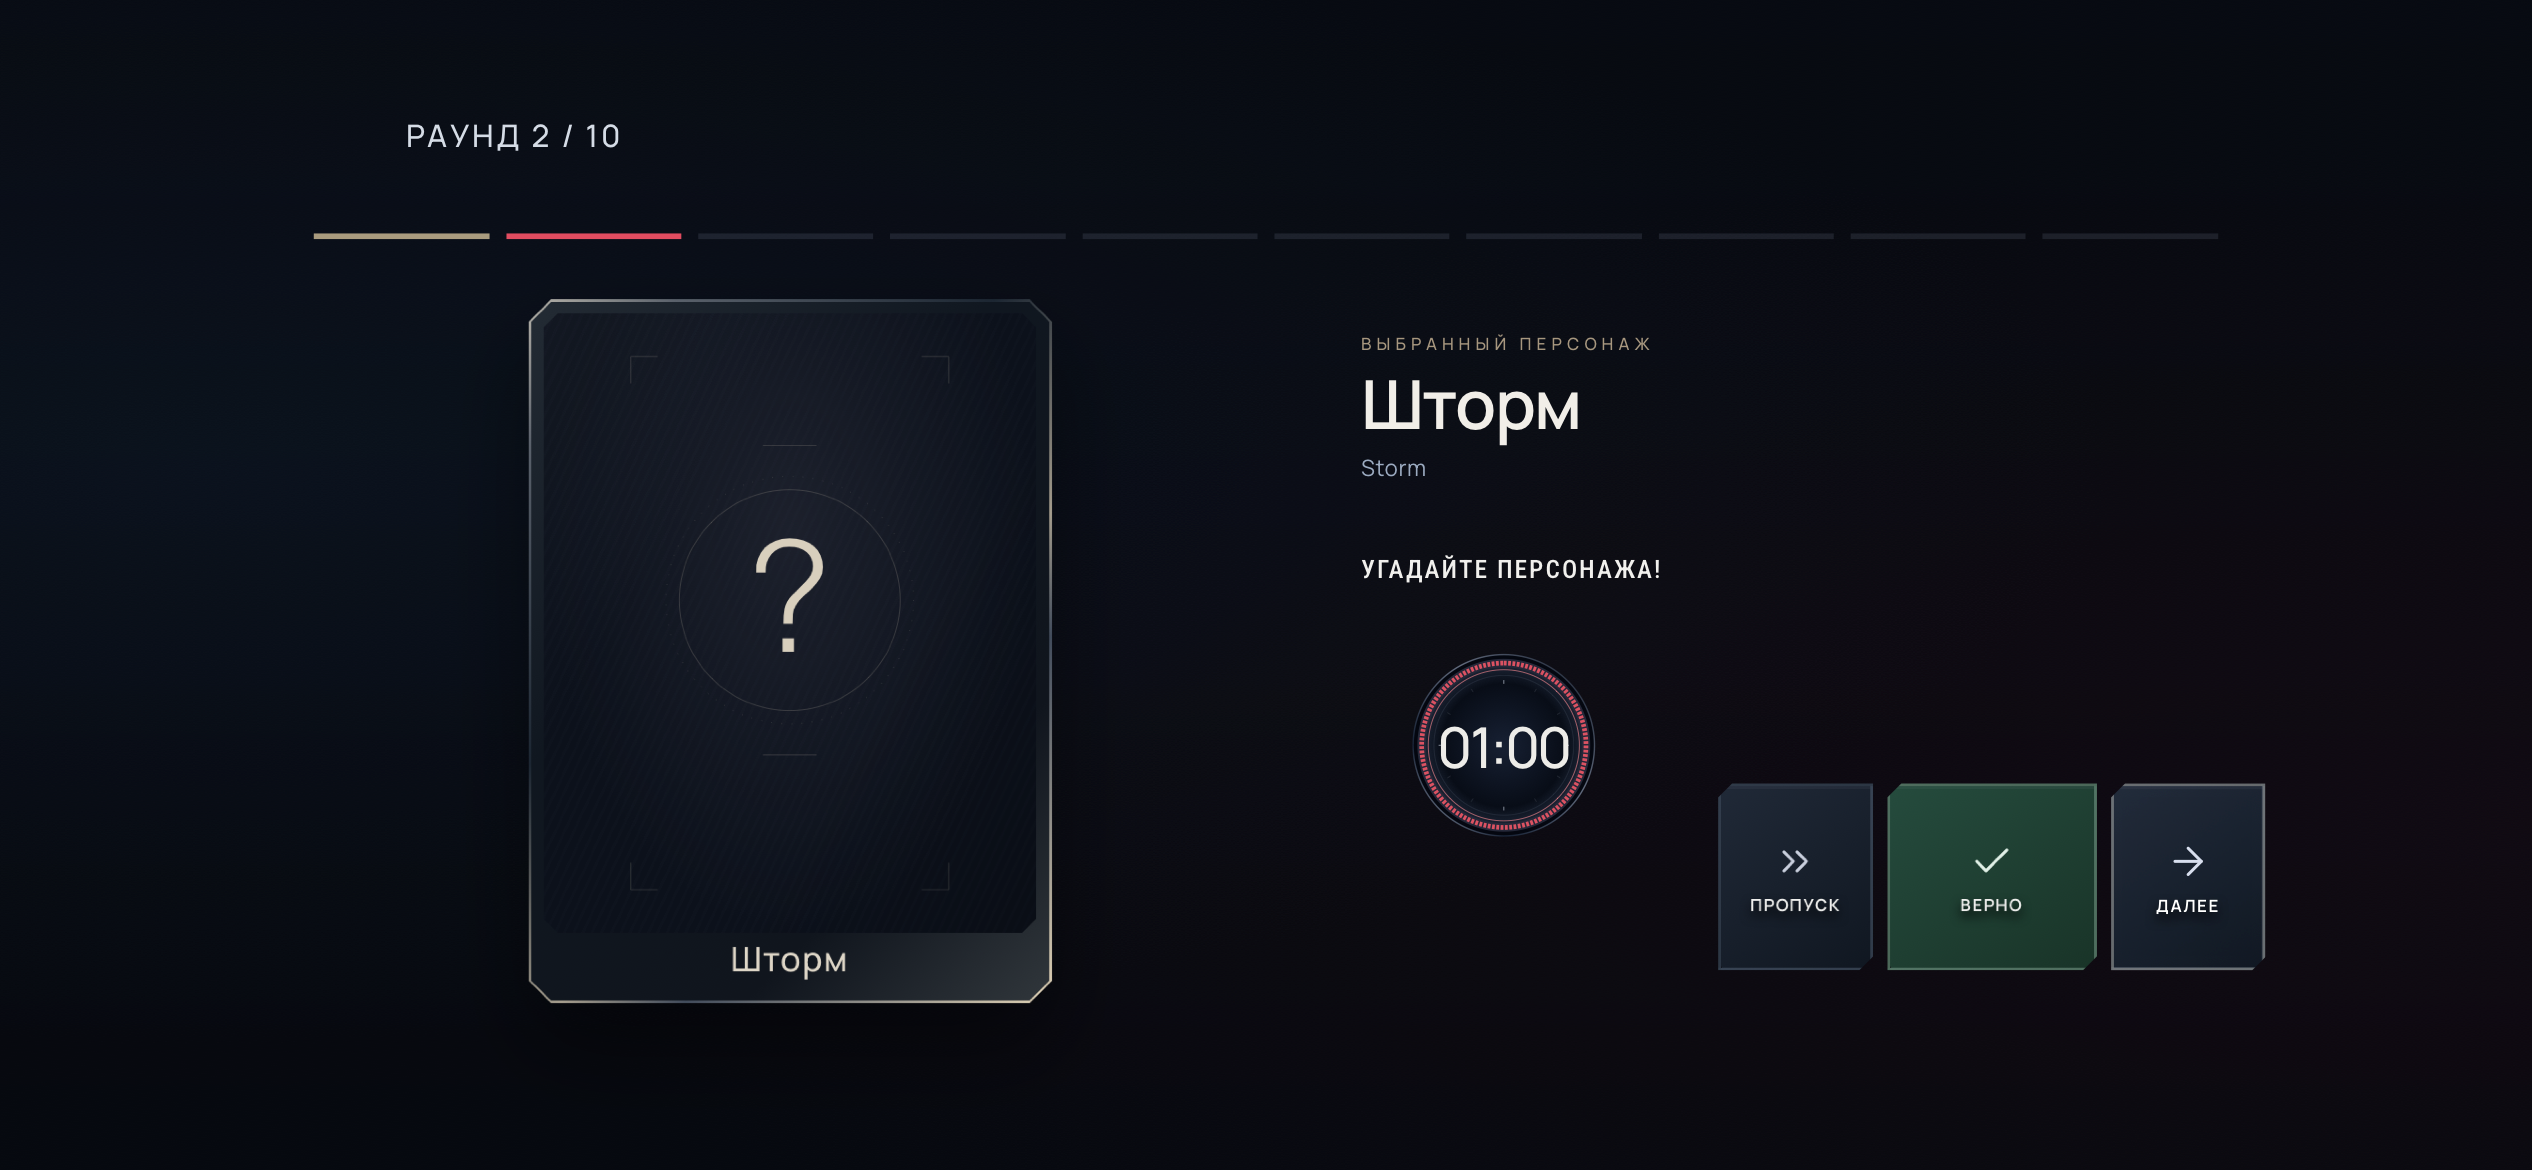 РАУНД 2 / 10
ВЫБРАННЫЙ ПЕРСОНАЖ
Шторм
Storm
УГАДАЙТЕ ПЕРСОНАЖА!
?
01:00
ПРОПУСК
ВЕРНО
ДАЛЕЕ
Шторм